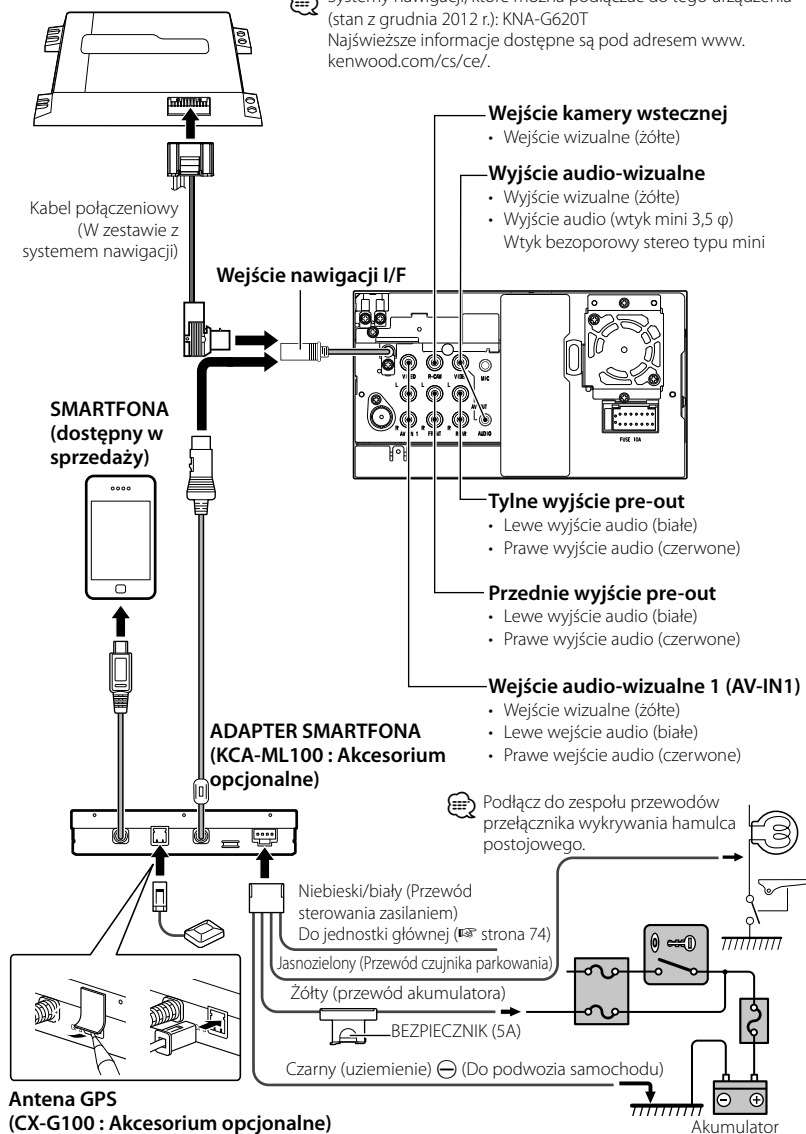 Systemy nawigacji, które można podłączać do tego urządzenia
(stan z grudnia 2012 r.): KNA-G620T
Najświeższe informacje dostępne są pod adresem www.
kenwood.com/cs/ce/.
Wejście kamery wstecznej
• Wejście wizualne (żółte)
Wyjście audio-wizualne
• Wyjście wizualne (żółte)
• Wyjście audio (wtyk mini 3,5 φ)
Wtyk bezoporowy stereo typu mini
Kabel połączeniowy
(W zestawie z
systemem nawigacji)
Wejście nawigacji I/F
VIDEO
R-CAM
MIC
L
L
L
R
AV-IN 1
R
FRONT
R
AUDIO
FUSE 10A
SMARTFONA
(dostępny w
sprzedaży)
Tylne wyjście pre-out
• Lewe wyjście audio (białe)
• Prawe wyjście audio (czerwone)
Przednie wyjście pre-out
• Lewe wyjście audio (białe)
• Prawe wyjście audio (czerwone)
Wejście audio-wizualne 1 (AV-IN1)
• Wejście wizualne (żółte)
• Lewe wejście audio (białe)
• Prawe wejście audio (czerwone)
ADAPTER SMARTFONA
(KCA-ML100 : Akcesorium
opcjonalne)
Podłącz do zespołu przewodów
przełącznika wykrywania hamulca
postojowego.
Niebieski/biały (Przewód
sterowania zasilaniem)
Do jednostki głównej (☞ strona 74)
Jasnozielony (Przewód czujnika parkowania)
Żółty (przewód akumulatora)
BEZPIECZNIK (5A)
Czarny (uziemienie) ⊖ (Do podwozia samochodu)
⊖ ⊕
Akumulator
Antena GPS
(CX-G100 : Akcesorium opcjonalne)